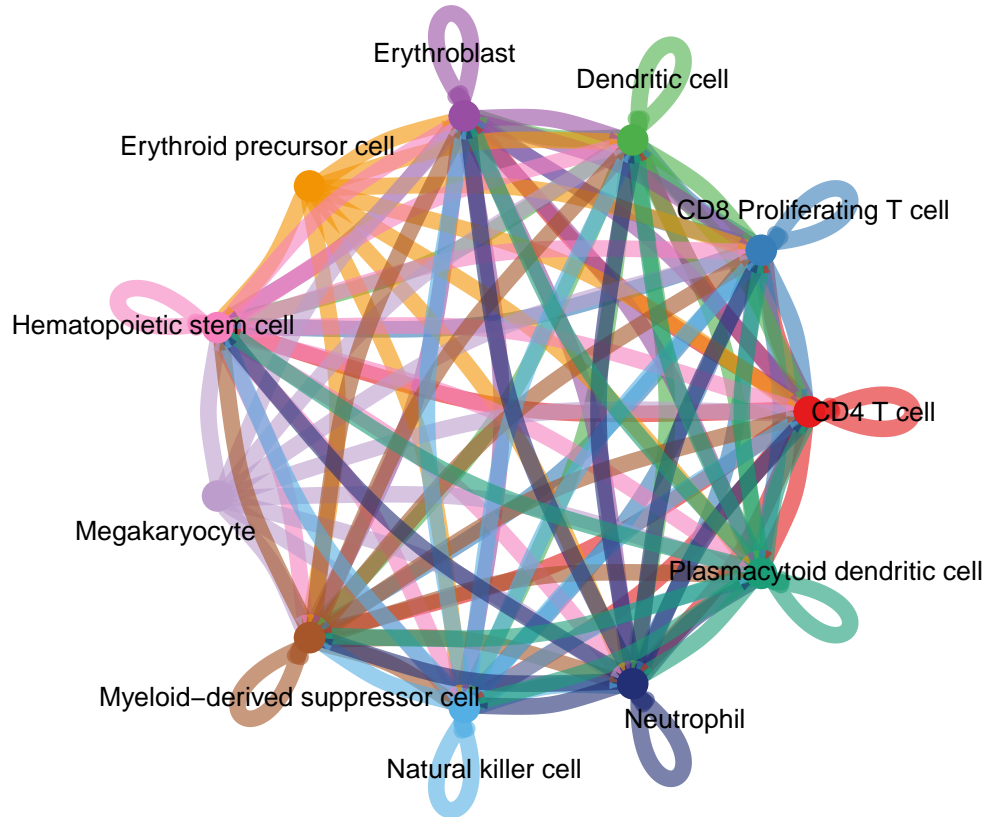 Erythroblast
Dendritic cell
Erythroid precursor cell
CD8 Proliferating T cell
Hematopoietic stem cell
CD4 T cell
Megakaryocyte
Plasmacytoid dendritic cell
Myeloid−derived suppressor cell
Neutrophil
Natural killer cell